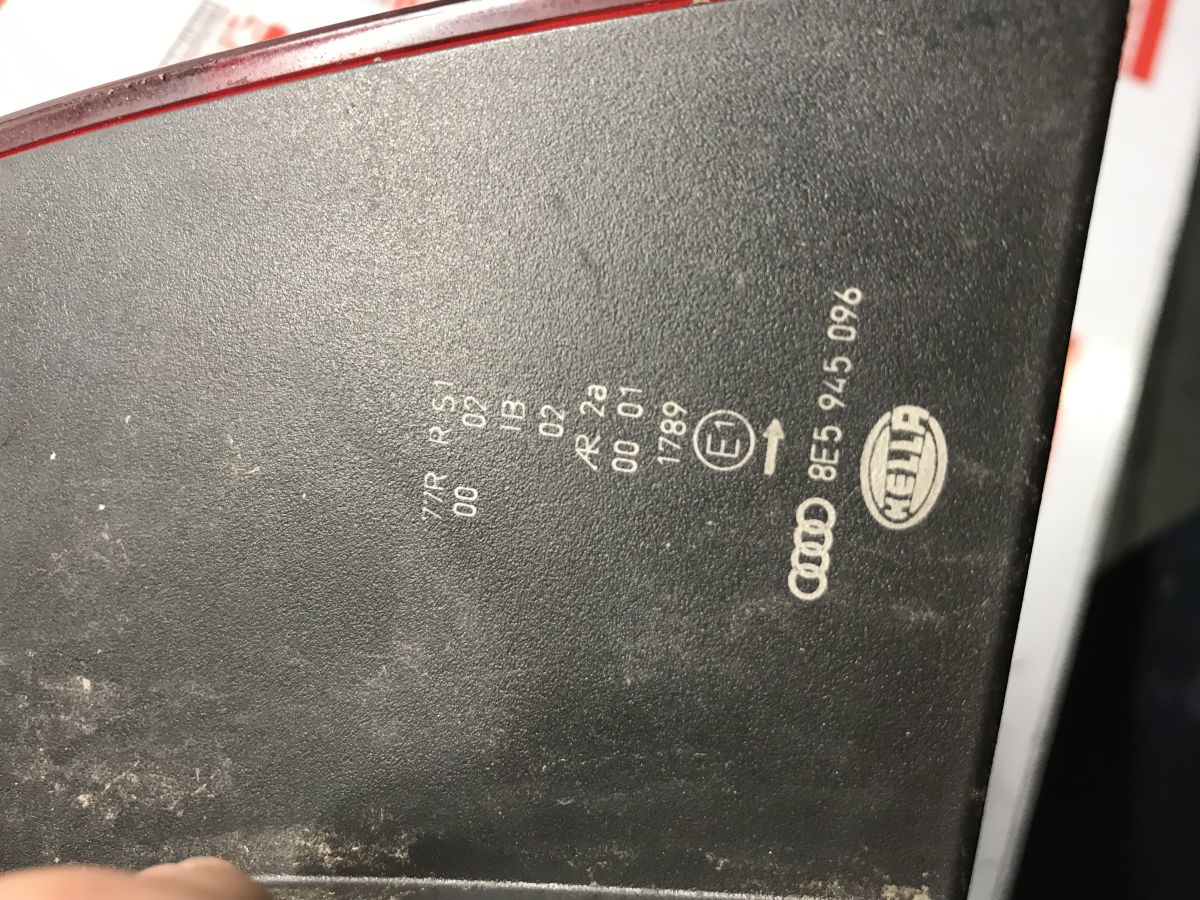 77R R S1
00 02
IB
02
AR 2a
00 01
1789
E1
8E5 945 096
HELLA